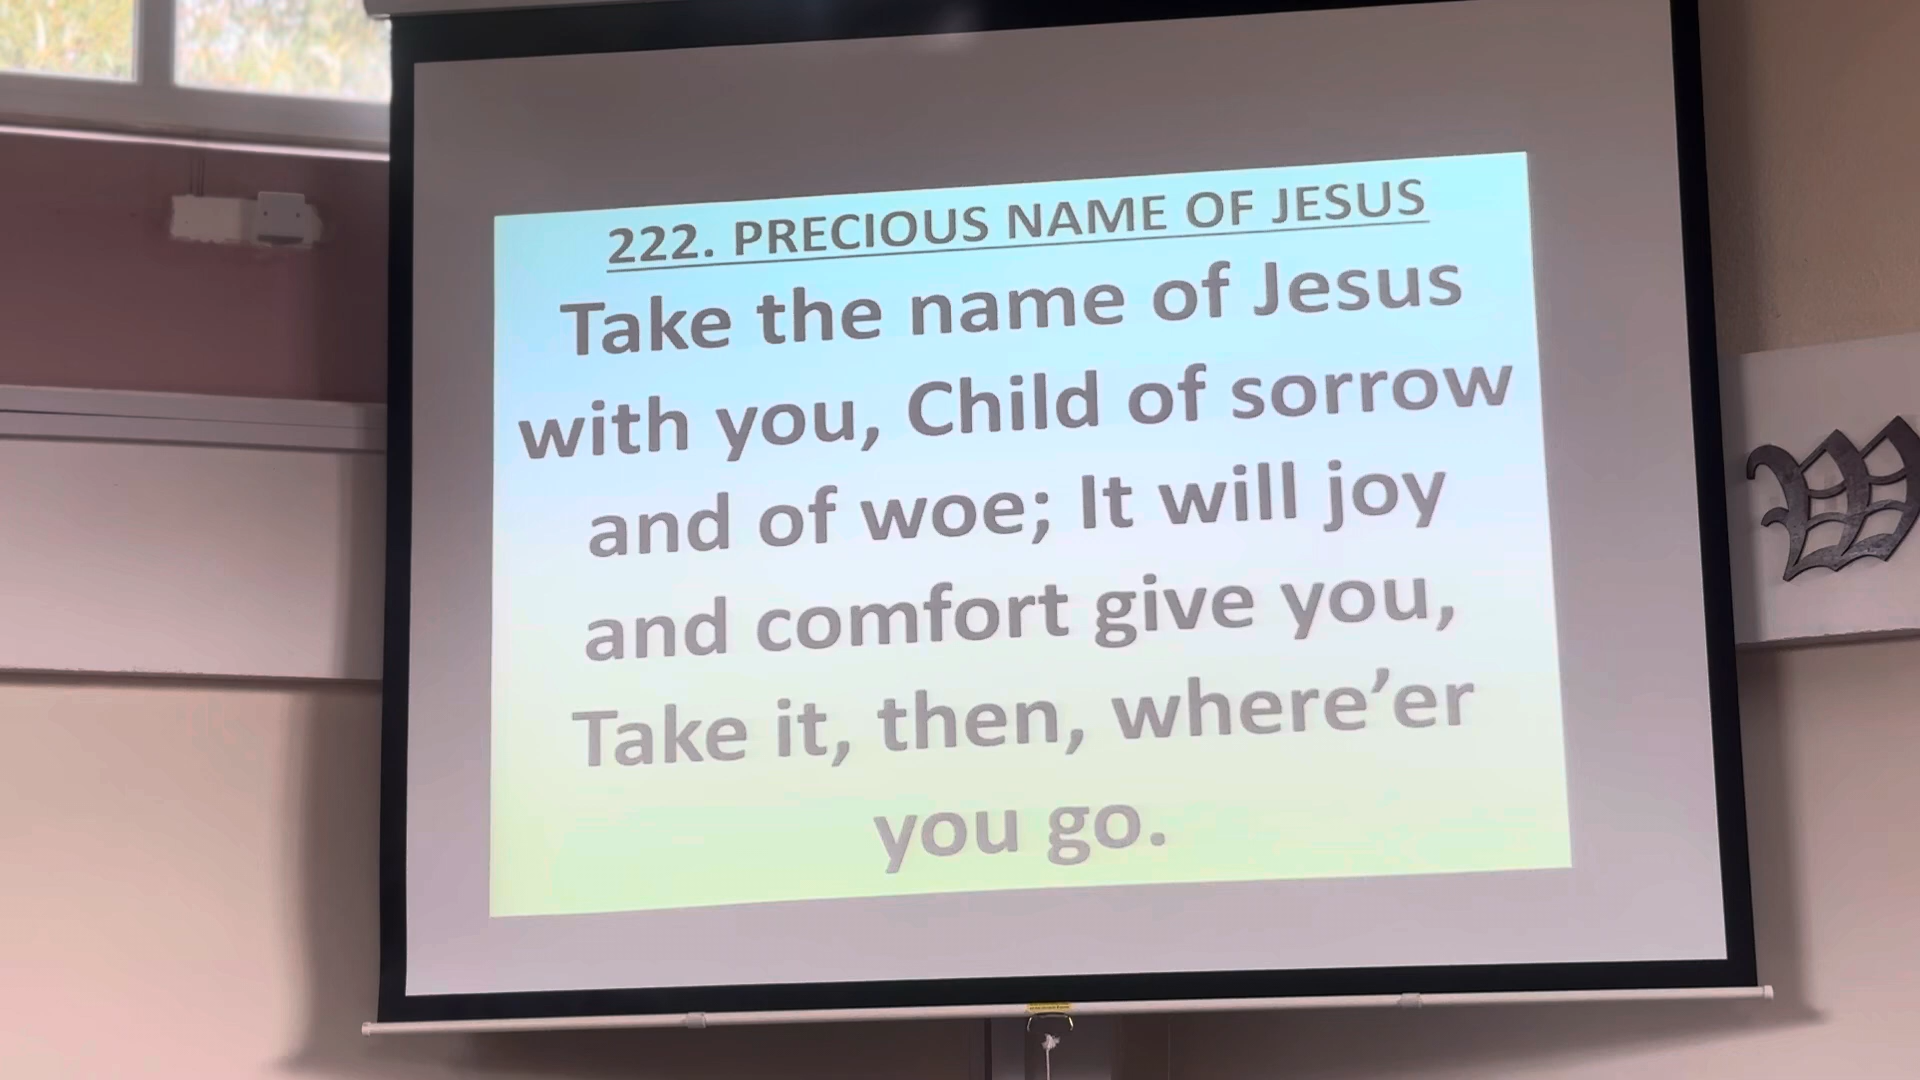 222. PRECIOUS NAME OF JESUS
Take the name of Jesus
with you, Child of sorrow
and of woe; It will joy
and comfort give you,
Take it, then, where’er
you go.
W